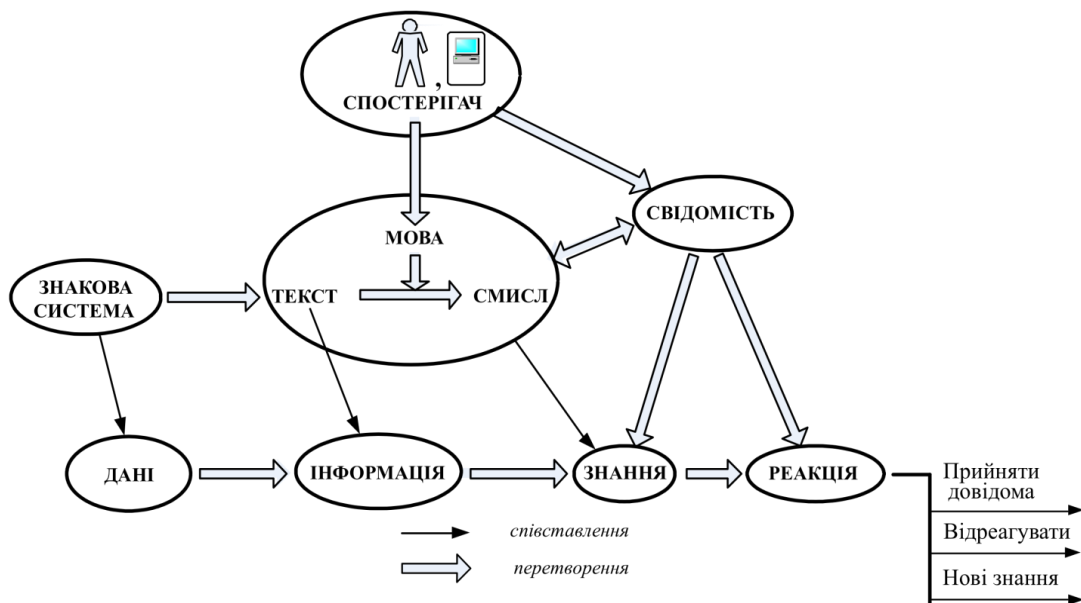 ,
СПОСТЕРІГАЧ
СВІДОМІСТЬ
МОВА
ЗНАКОВА
СИСТЕМА
ТЕКСТ
СМИСЛ
ДАНІ
ІНФОРМАЦІЯ
ЗНАННЯ
РЕАКЦІЯ
Прийняти
довідома
Відреагувати
Нові знання
співставлення
перетворення